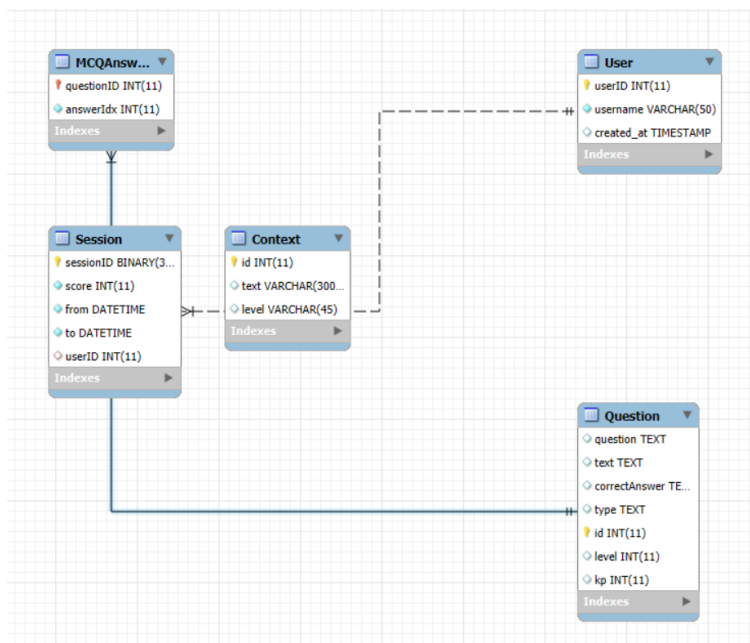 MCQAnsw...
questionID INT(11)
answerIdx INT(11)
Indexes
User
userID INT(11)
username VARCHAR(50)
created_at TIMESTAMP
Indexes
Session
sessionID BINARY(3...
score INT(11)
from DATETIME
to DATETIME
userID INT(11)
Indexes
Context
id INT(11)
text VARCHAR(300...
level VARCHAR(45)
Indexes
Question
question TEXT
text TEXT
correctAnswer TE...
type TEXT
id INT(11)
level INT(11)
kp INT(11)
Indexes